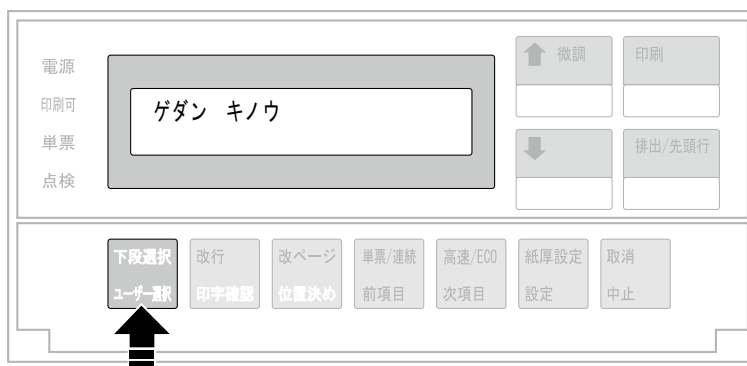 電源
印刷可
単票
点検
ゲダン キノウ
微調
印刷
排出/先頭行
下段選択
ユーザー選択
改行
印字確認
改ページ
位置決め
単票/連続
前項目
高速/ECO
次項目
紙厚設定
設定
取消
中止